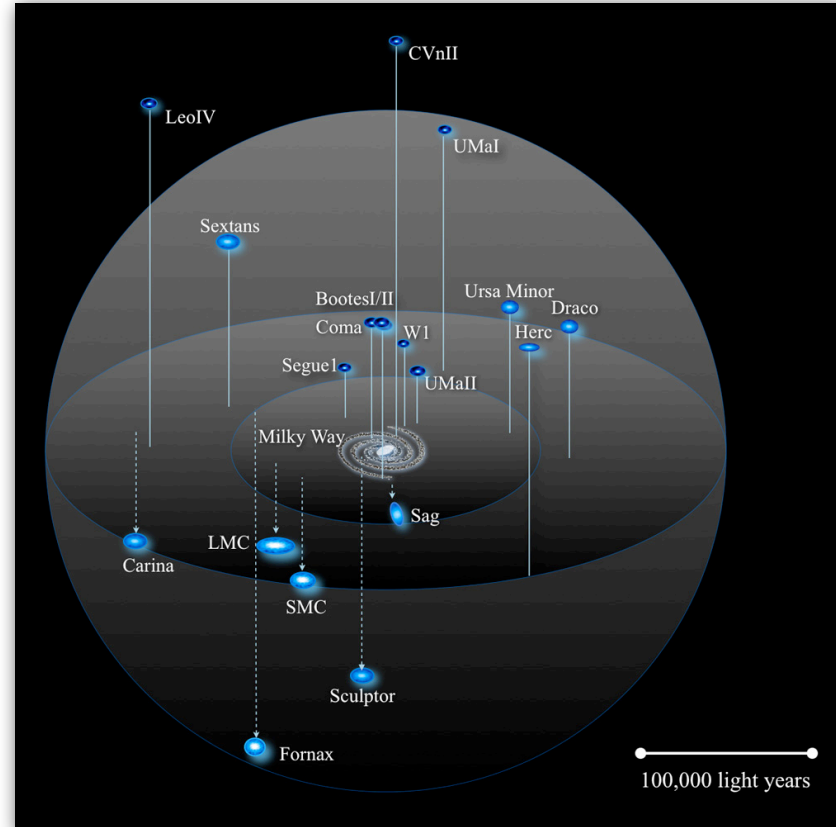 CVnII
LeoIV
UMaI
Sextans
Ursa Minor
BootesI/II
Draco
Coma
W1
Herc
Segue1
UMaII
Milky Way
Sag
LMC
Carina
SMC
Sculptor
Fornax
100,000 light years